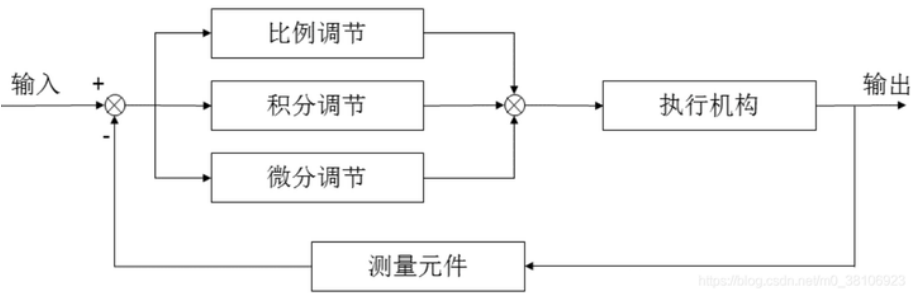 比例调节
输入
+
积分调节
执行机构
输出
-
微分调节
测量元件
https://blog.csdn.net/m0_38106923